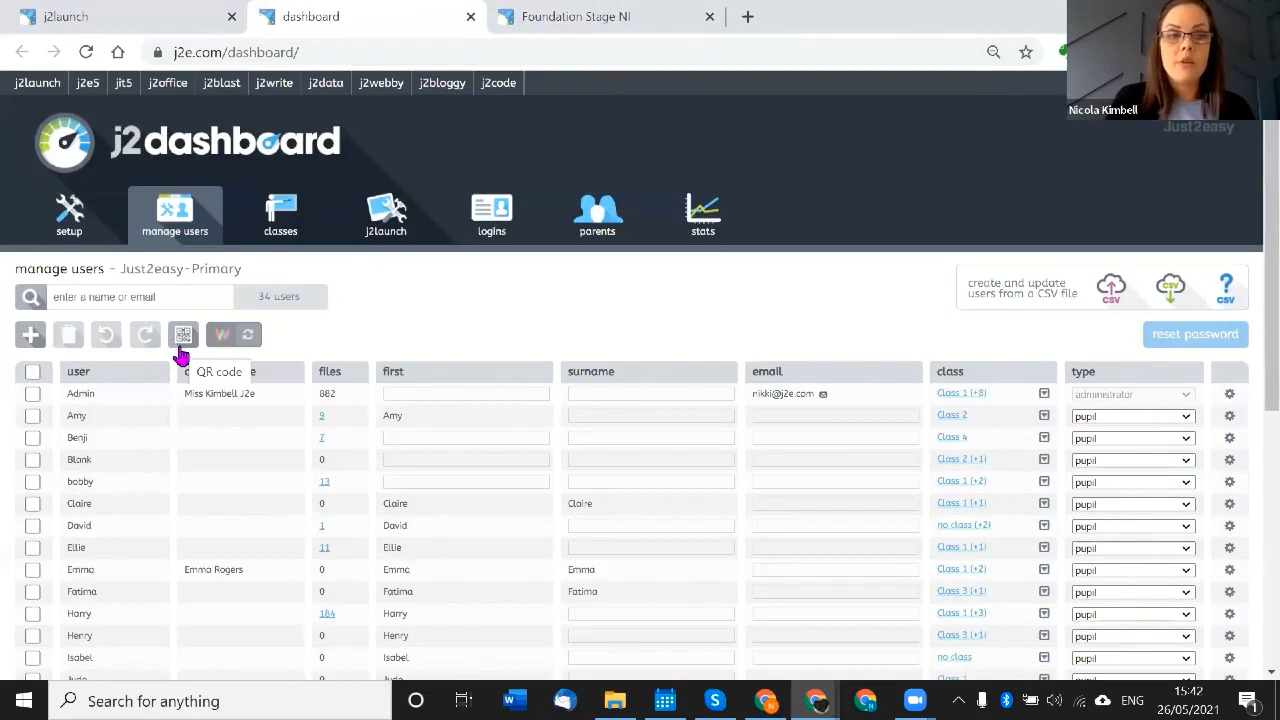 j2launch
dashboard
Foundation Stage NI
j2e.com/dashboard/
j2launch j2e5 jit5 j2office j2blast j2write j2data j2webby j2bloggy j2code
Nicola Kimbell
Just2easy
j2dashboard
setup manage users classes j2launch logins parents stats
manage users - Just2easy-Primary
enter a name or email 34 users
create and update
users from a CSV file
CSV CSV CSV
W reset password
QR code
user files first surname email class type
Admin Miss Kimbell J2e 882 nikki@j2e.com Class 1 (+8) administrator
Amy 9 Amy Class 2 pupil
Benji 7 Class 4 pupil
Blank 0 Class 2 (+1) pupil
bobby 13 Class 1 (+2) pupil
Claire 0 Claire Claire Class 1 (+1) pupil
David 1 David no class (+2) pupil
Ellie 11 Ellie Class 1 (+1) pupil
Emma Emma Rogers 0 Emma Emma Class 1 (+2) pupil
Fatima 0 Fatima Fatima Class 3 (+1) pupil
Harry 184 Harry Class 1 (+3) pupil
Henry 0 Henry Class 3 (+1) pupil
Isabel 0 Isabel no class pupil
Search for anything
ENG
15:42
26/05/2021